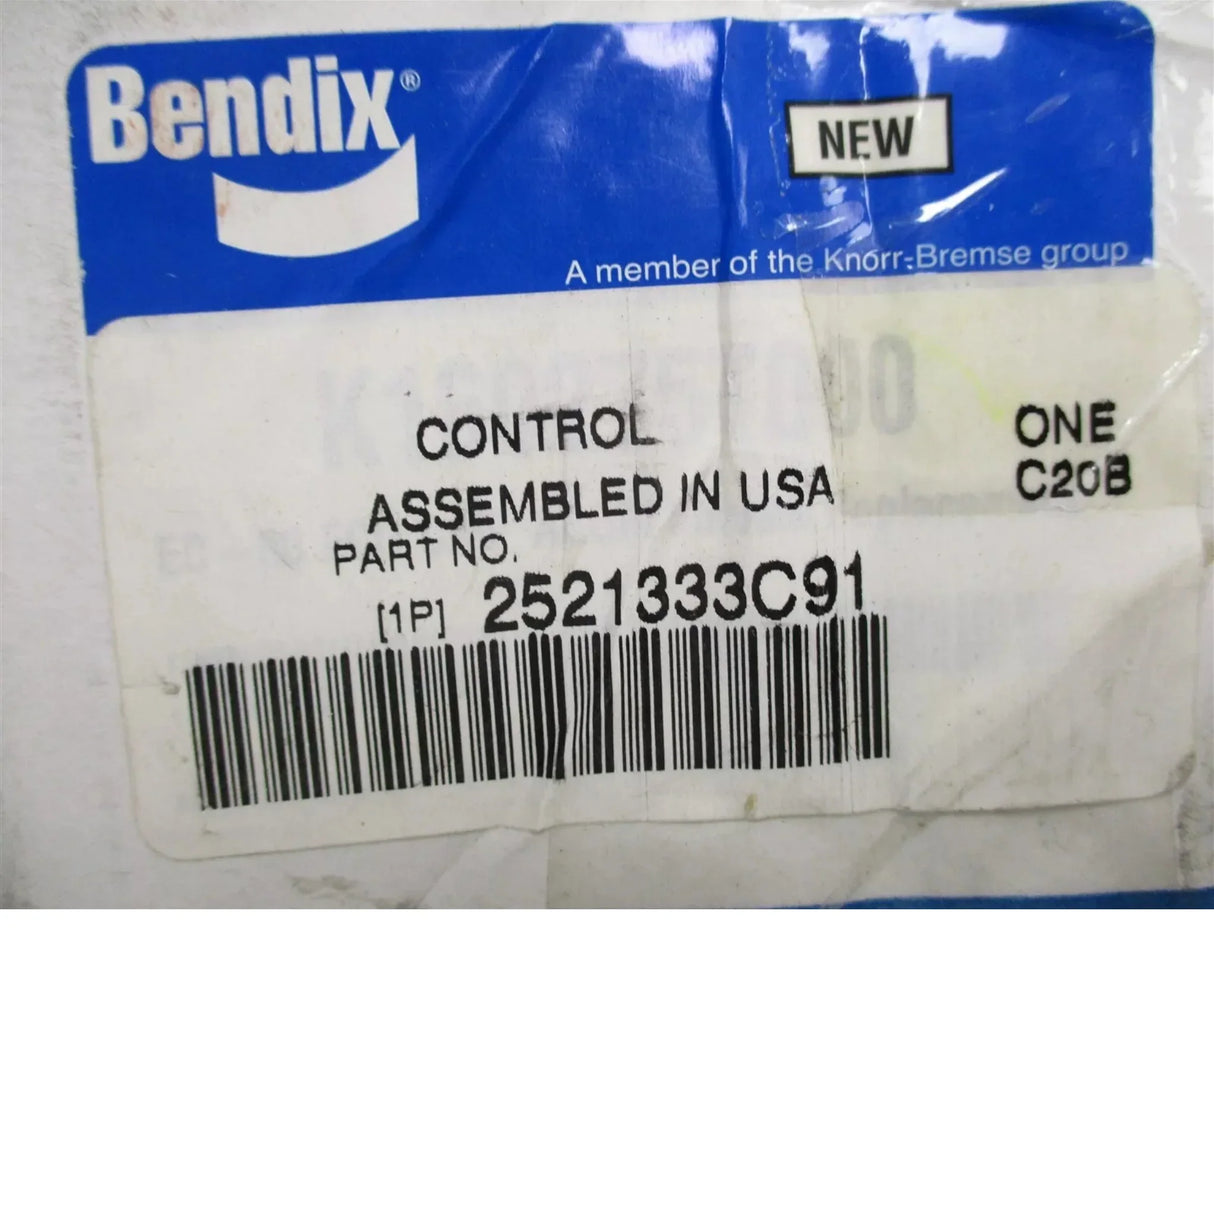 Bendix®
NEW
A member of the Knorr-Bremse group
CONTROL
ONE
ASSEMBLED IN USA
C20B
PART NO.
[1P] 2521333C91